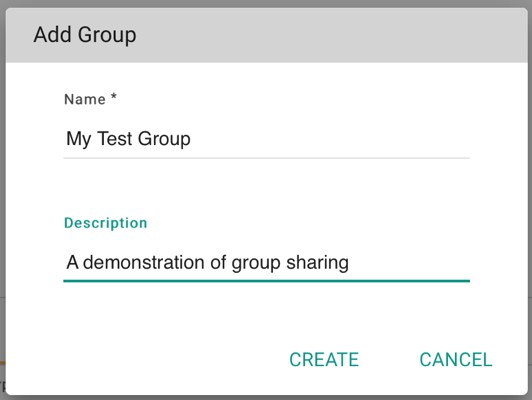 Add Group
Name *
My Test Group
Description
A demonstration of group sharing
CREATE CANCEL